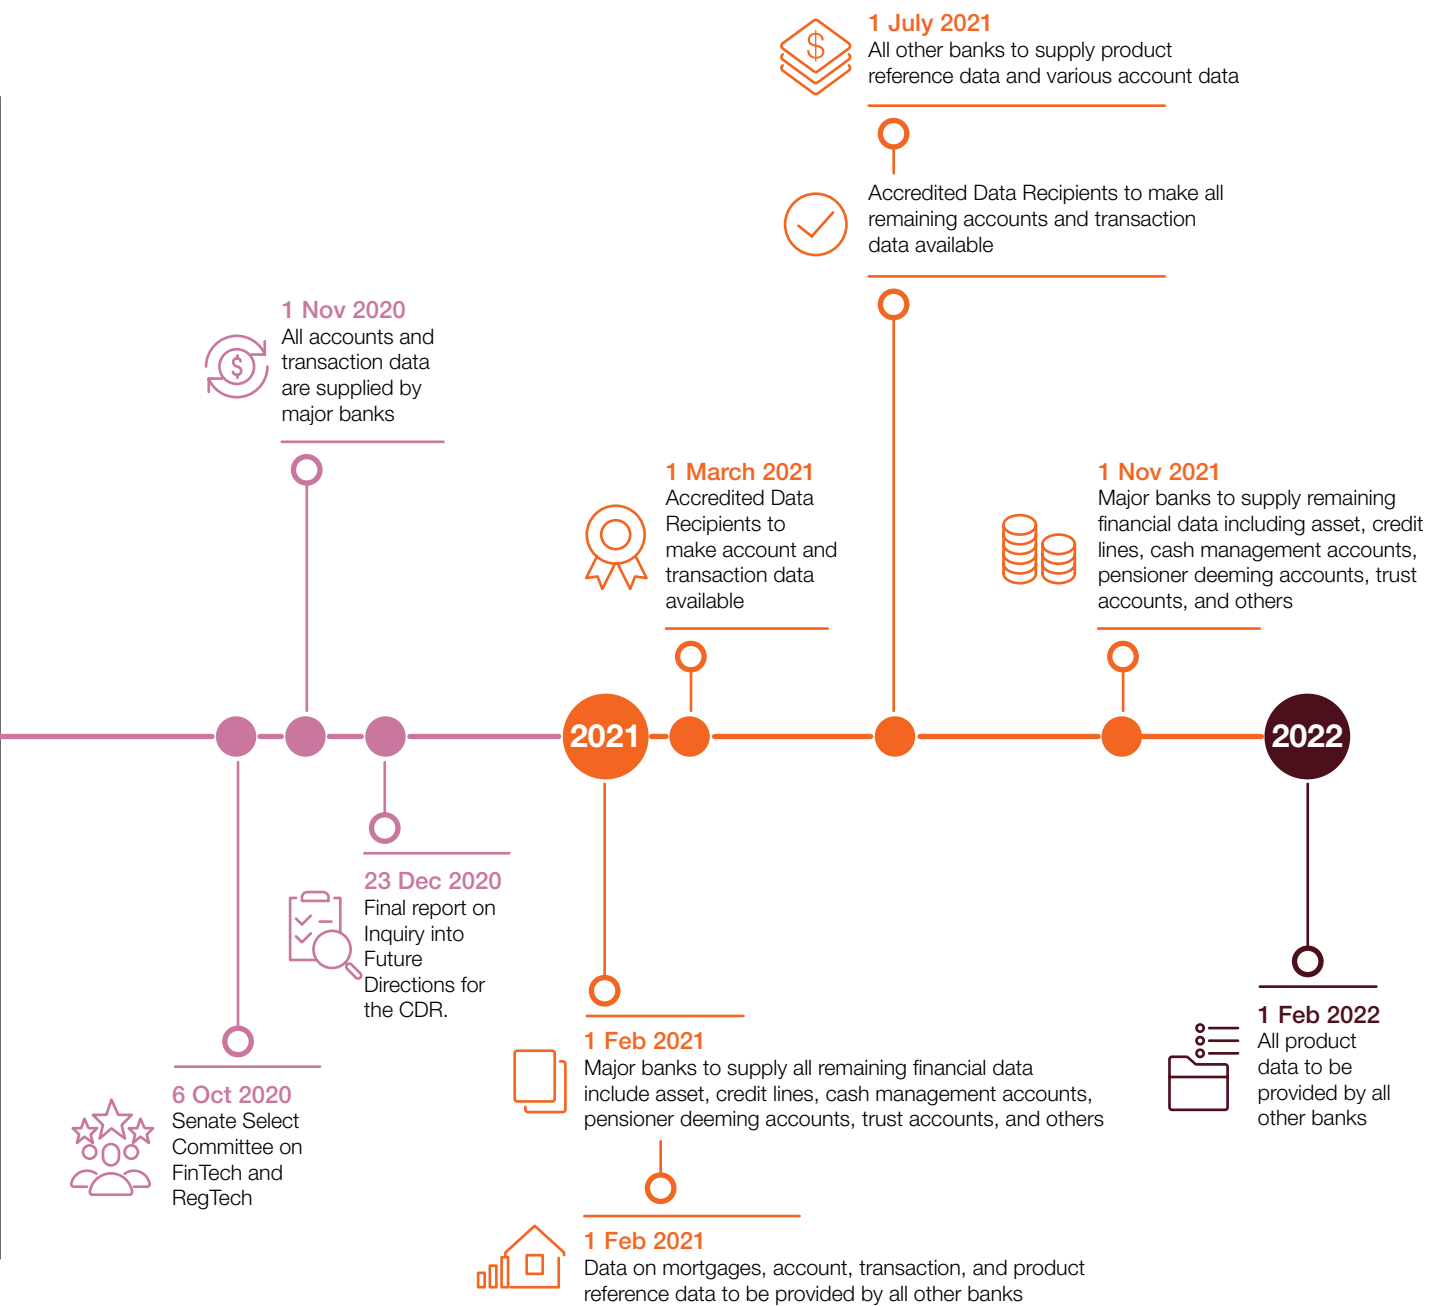 1 July 2021
All other banks to supply product
reference data and various account data
Accredited Data Recipients to make all
remaining accounts and transaction
data available
1 Nov 2020
All accounts and
transaction data
are supplied by
major banks
1 March 2021
Accredited Data
Recipients to
make account and
transaction data
available
1 Nov 2021
Major banks to supply remaining
financial data including asset, credit
lines, cash management accounts,
pensioner deeming accounts, trust
accounts, and others
2021
2022
23 Dec 2020
Final report on
Inquiry into
Future
Directions for
the CDR.
6 Oct 2020
Senate Select
Committee on
FinTech and
RegTech
1 Feb 2021
Major banks to supply all remaining financial data
include asset, credit lines, cash management accounts,
pensioner deeming accounts, trust accounts, and others
1 Feb 2021
Data on mortgages, account, transaction, and product
reference data to be provided by all other banks
1 Feb 2022
All product
data to be
provided by all
other banks